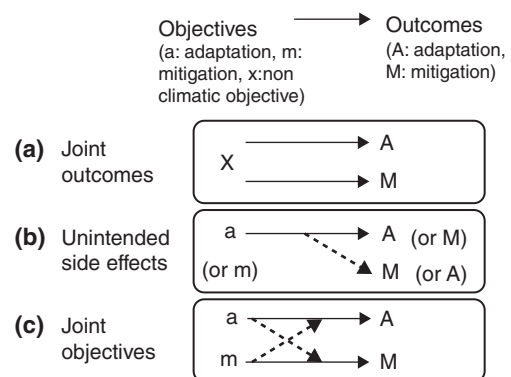 Objectives
(a: adaptation, m:
mitigation, x:non
climatic objective)
Outcomes
(A: adaptation,
M: mitigation)
(a) Joint
outcomes
X
A
M
(b) Unintended
side effects
a
(or m)
A (or M)
M (or A)
(c) Joint
objectives
a
A
m
M